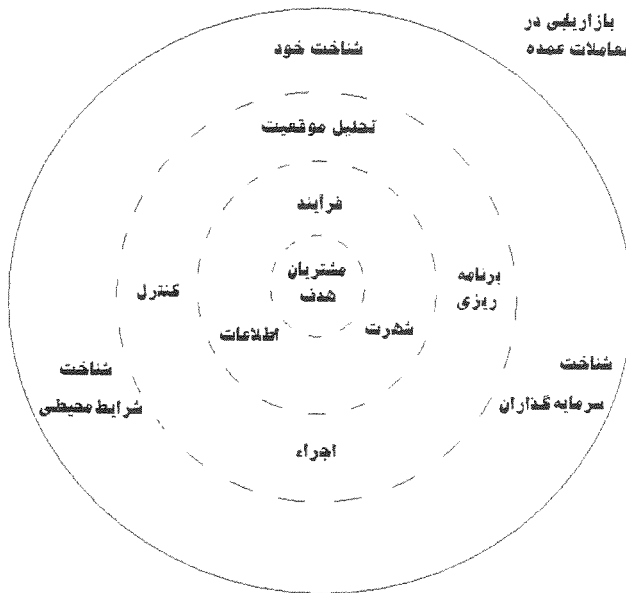 بازاریابی در
معاملات عمده
شناخت خود
تحلیل موقعیت
فرآیند
مشتریان
هدف
برنامه
ریزی
کنترل
شهرت
اطلاعات
شناخت
سرمایه گذاران
شناخت
شرایط محیطی
اجراء